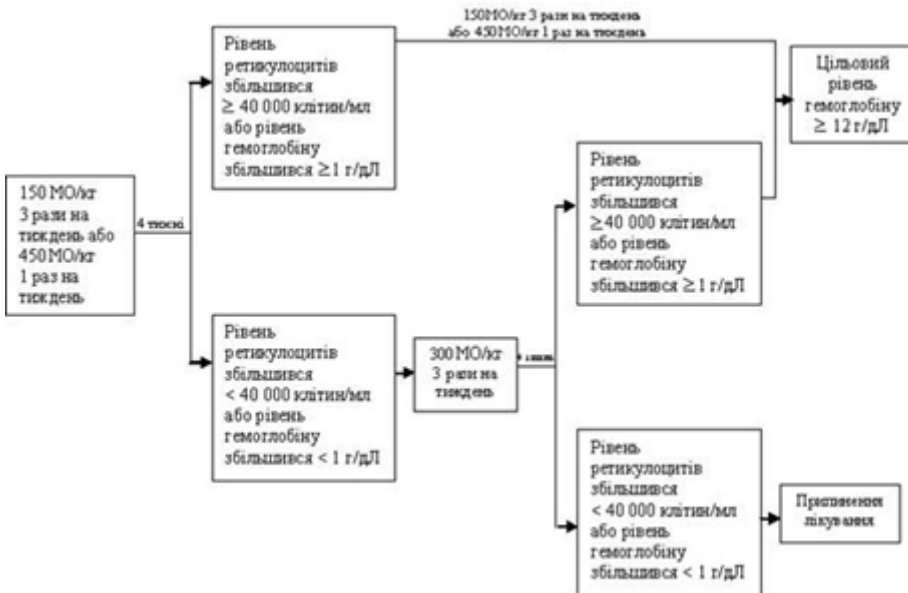 150 МО/кг
3 рази на
тиждень або
450 МО/кг
1 раз на
тиждень
4 тижні
Рівень
ретикулоцитів
збільшився
≥ 40 000 клітин/мл
або рівень
гемоглобіну
збільшився ≥1 г/дЛ
150 МО/кг 3 рази на тиждень
або 450 МО/кг 1 раз на тиждень
Цільовий
рівень
гемоглобіну
≥ 12 г/дЛ
Рівень
ретикулоцитів
збільшився
< 40 000 клітин/мл
або рівень
гемоглобіну
збільшився < 1 г/дЛ
300 МО/кг
3 рази на
тиждень
Рівень
ретикулоцитів
збільшився
≥40 000 клітин/мл
або рівень
гемоглобіну
збільшився ≥ 1 г/дЛ
Рівень
ретикулоцитів
збільшився
< 40 000 клітин/мл
або рівень
гемоглобіну
збільшився < 1 г/дЛ
Припинення
лікування